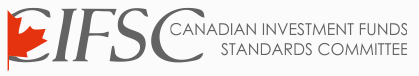 CIFSC
CANADIAN INVESTMENT FUNDS
STANDARDS COMMITTEE